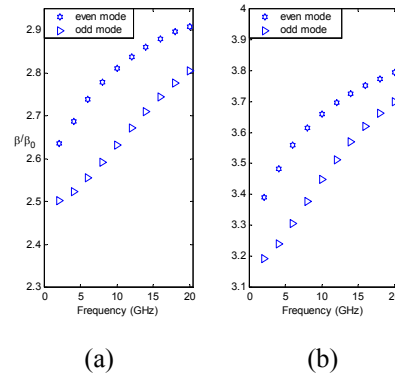 even mode
odd mode
2.9
2.8
2.7
β/β0
2.6
2.5
2.4
2.3
0 5 10 15 20
Frequency (GHz)
(a)
even mode
odd mode
4
3.9
3.8
3.7
3.6
3.5
3.4
3.3
3.2
3.1
0 5 10 15 20
Frequency (GHz)
(b)